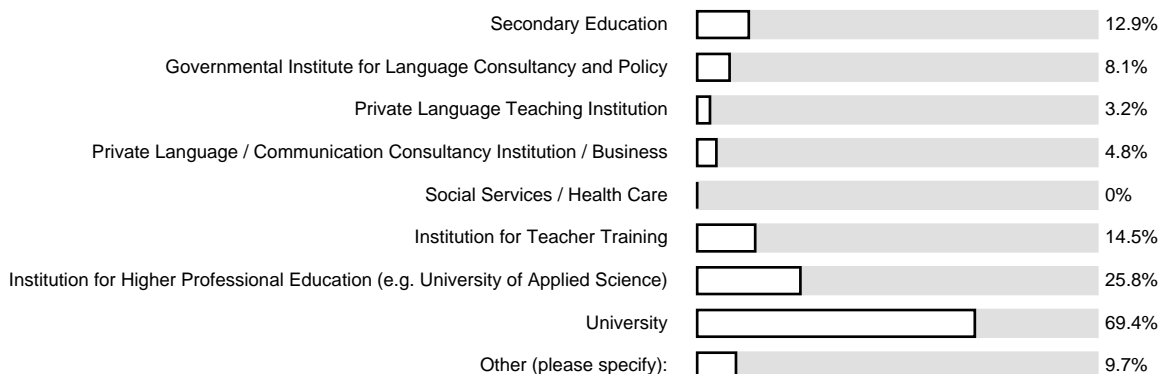 Secondary Education 12.9%
Governmental Institute for Language Consultancy and Policy 8.1%
Private Language Teaching Institution 3.2%
Private Language / Communication Consultancy Institution / Business 4.8%
Social Services / Health Care 0%
Institution for Teacher Training 14.5%
Institution for Higher Professional Education (e.g. University of Applied Science) 25.8%
University 69.4%
Other (please specify): 9.7%